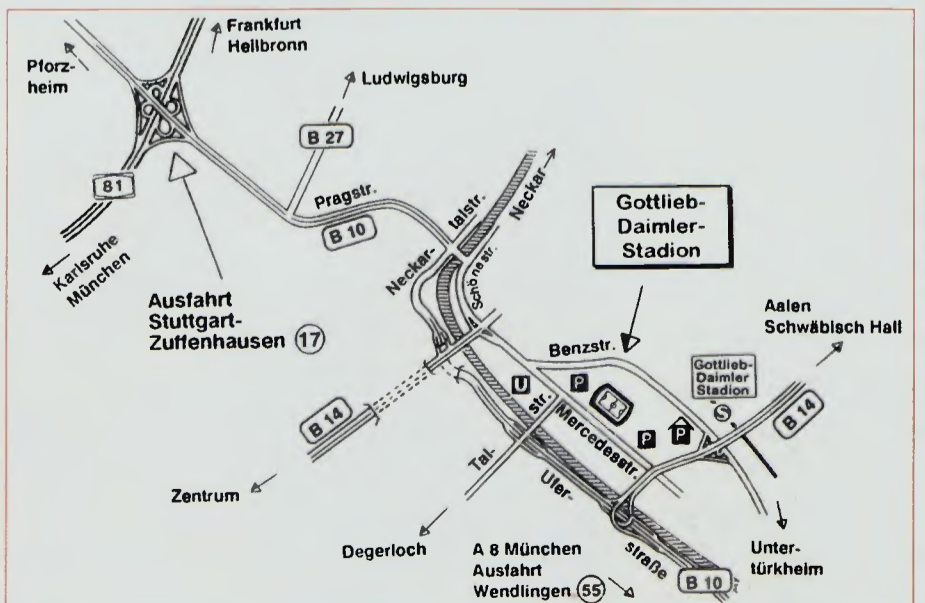 Frankfurt
Heilbronn
Pforz-
heim
Ludwigsburg
B 27
81
Pragstr.
B 10
Neckar-
talstr.
Neckar
Schönestr.
Gottlieb-
Daimler-
Stadion
Karlsruhe
München
Ausfahrt
Stuttgart-
Zuffenhausen 17
Aalen
Schwäbisch Hall
Benzstr.
Gottlieb-
Daimler
Stadion
S
B 14
U
P
P
P
Mercedesstr.
B 14
Tal-
str.
Ufer-
straße
Zentrum
Degerloch
A 8 München
Ausfahrt
Wendlingen 55
B 10
Unter-
türkheim